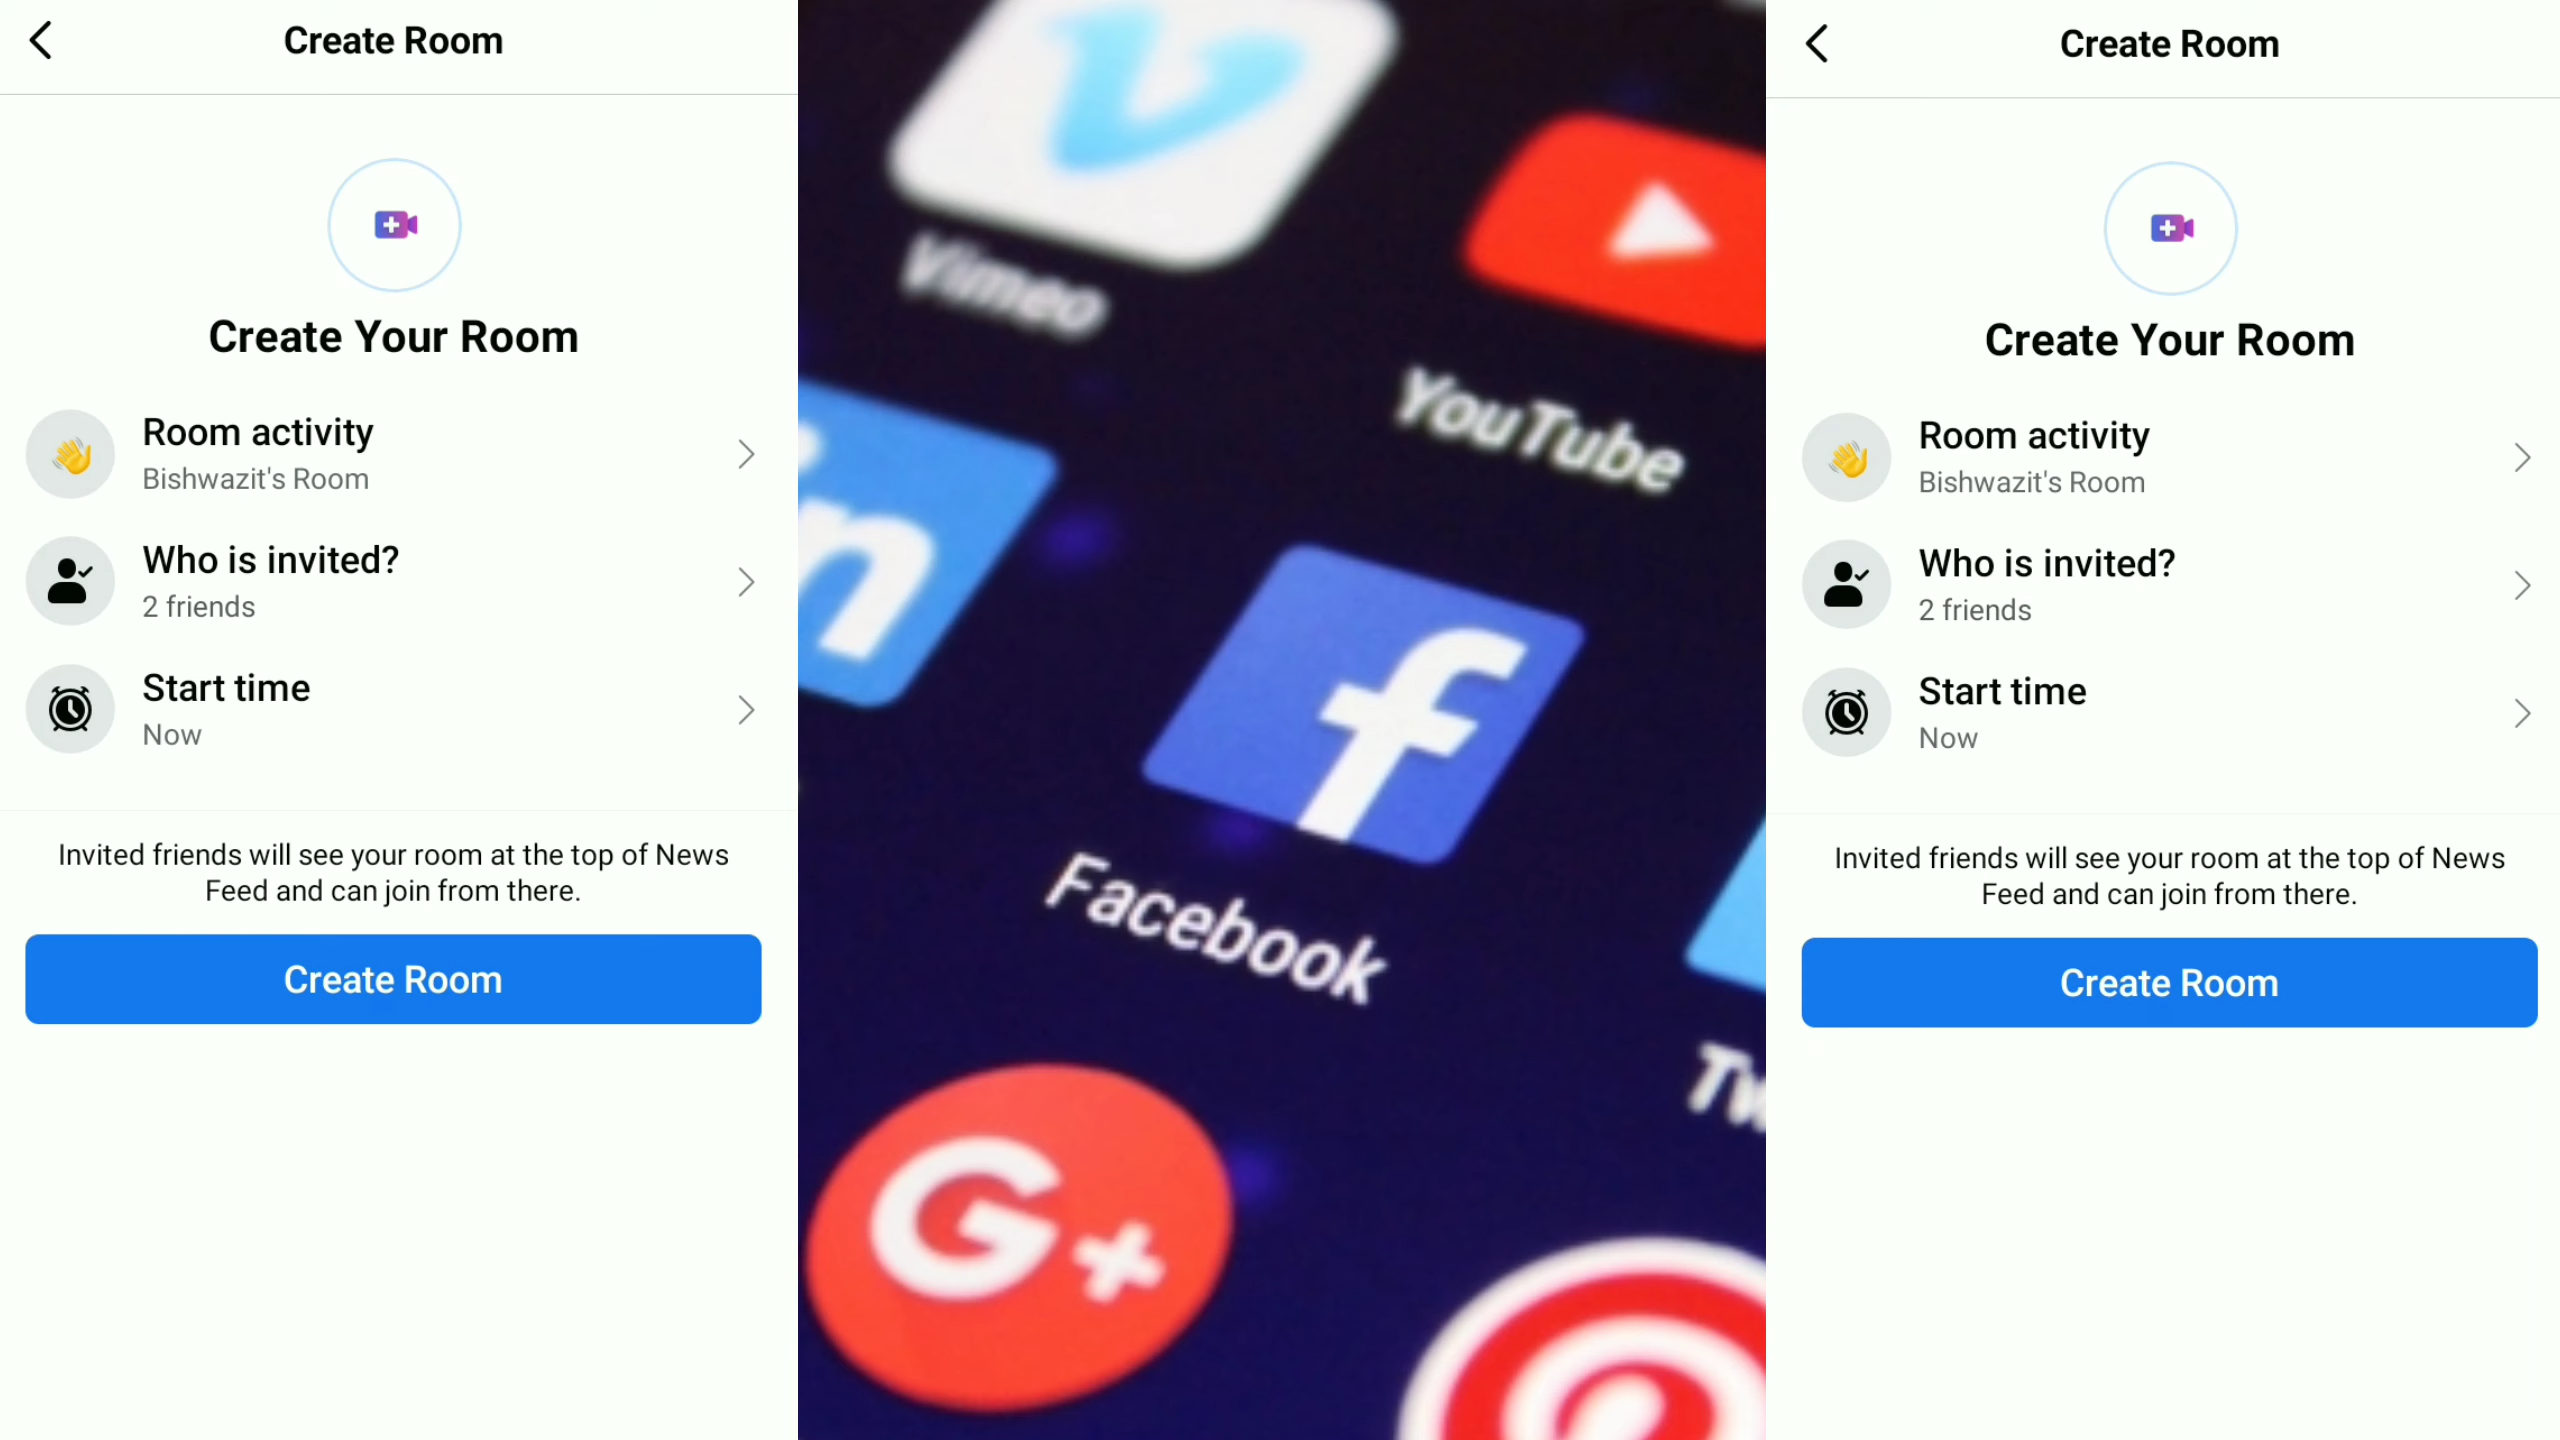 Create Room
Create Your Room
Room activity
Bishwazit's Room
Who is invited?
2 friends
Start time
Now
Invited friends will see your room at the top of News
Feed and can join from there.
Create Room
Vimeo
YouTube
in
f
Facebook
Tw
G+
Create Room
Create Your Room
Room activity
Bishwazit's Room
Who is invited?
2 friends
Start time
Now
Invited friends will see your room at the top of News
Feed and can join from there.
Create Room